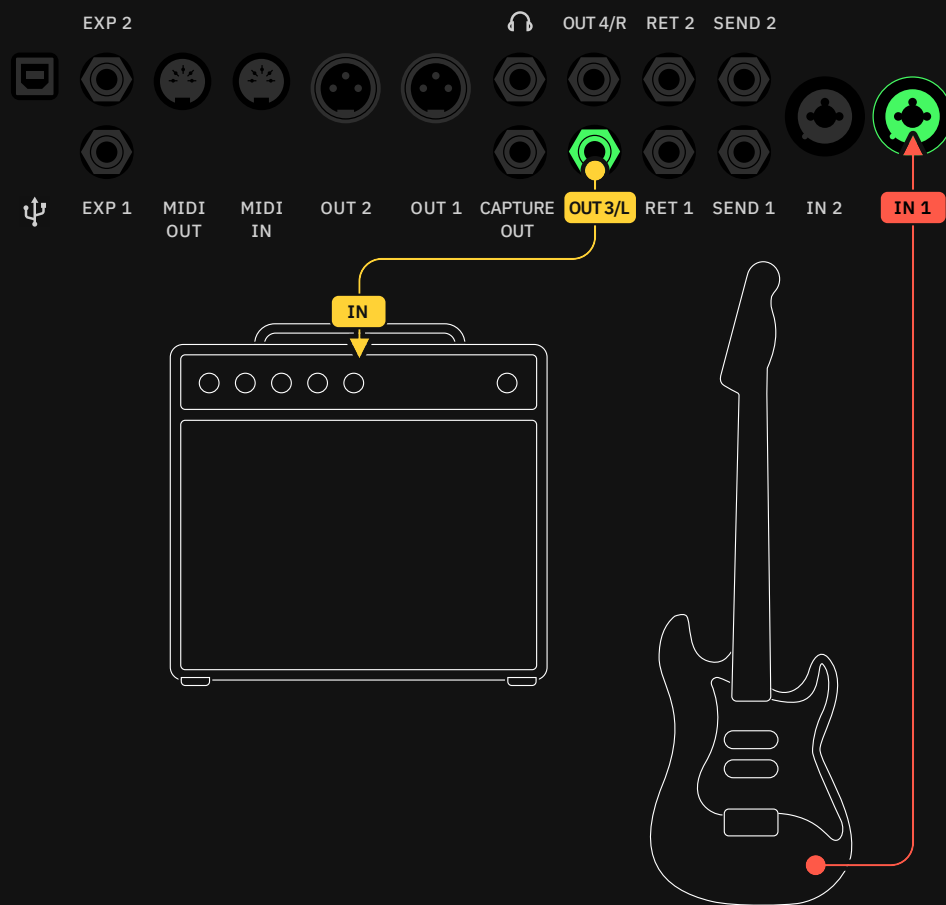 EXP 2
OUT 4/R
RET 2
SEND 2
EXP 1
MIDI
OUT
MIDI
IN
OUT 2
OUT 1
CAPTURE
OUT
OUT 3/L
RET 1
SEND 1
IN 2
IN 1
IN